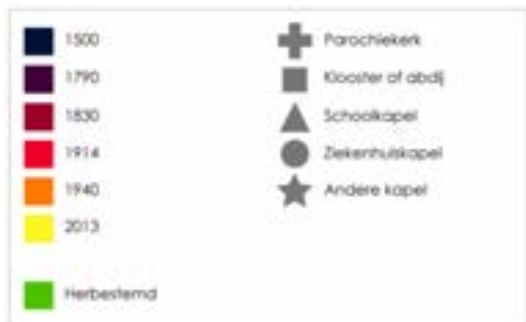 1500
1790
1830
1914
1940
2013
Herbestemd
Parochiekerk
Klooster of abdij
Schoolkapel
Ziekenhuiskapel
Andere kapel